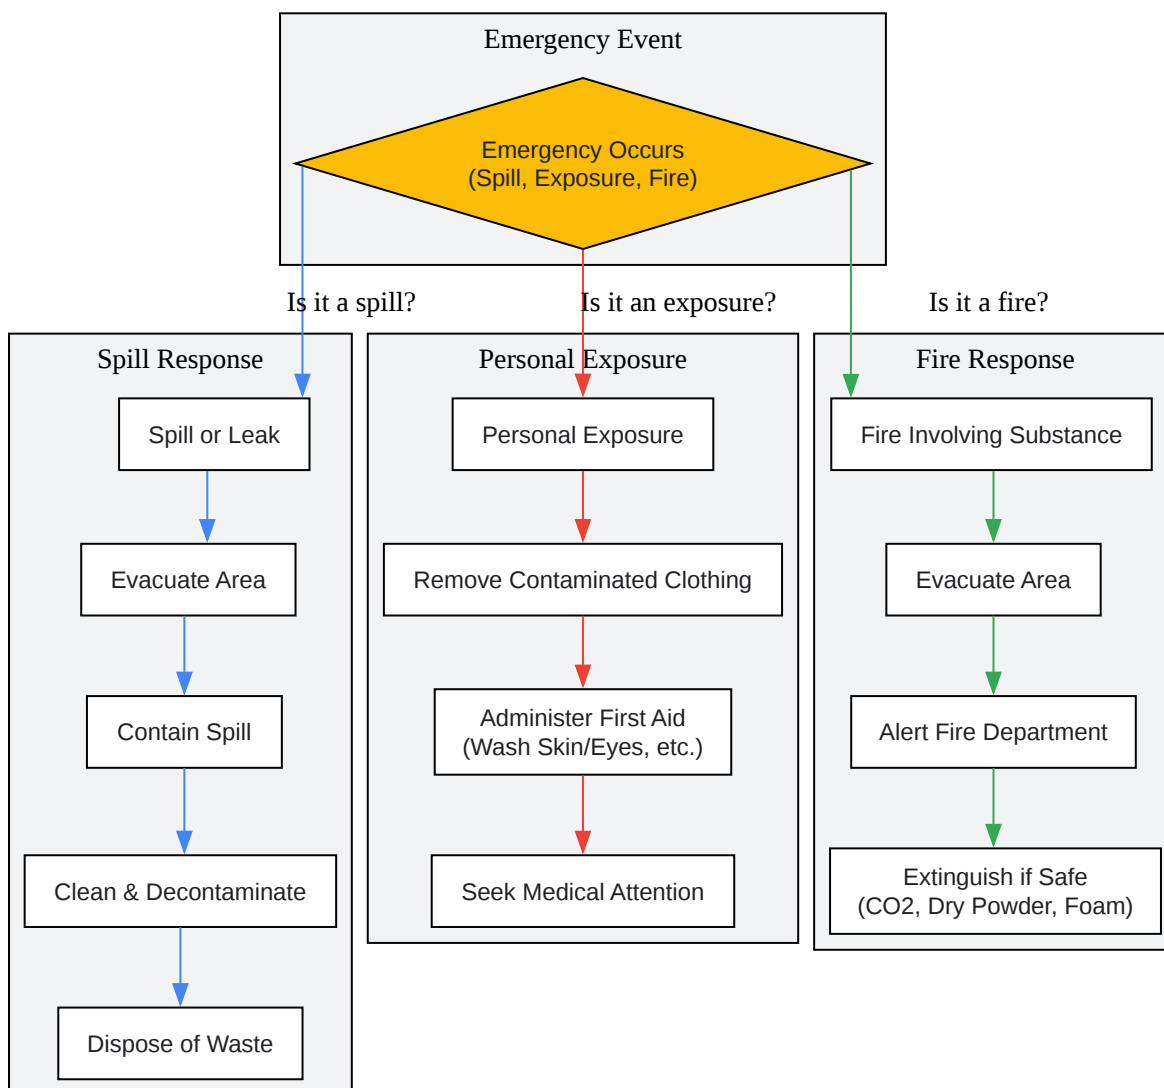 Emergency Event
Emergency Occurs
(Spill, Exposure, Fire)
Is it a spill?
Is it an exposure?
Is it a fire?
Spill Response
Spill or Leak
Evacuate Area
Contain Spill
Clean & Decontaminate
Dispose of Waste
Personal Exposure
Personal Exposure
Remove Contaminated Clothing
Administer First Aid
(Wash Skin/Eyes, etc.)
Seek Medical Attention
Fire Response
Fire Involving Substance
Evacuate Area
Alert Fire Department
Extinguish if Safe
(CO2, Dry Powder, Foam)